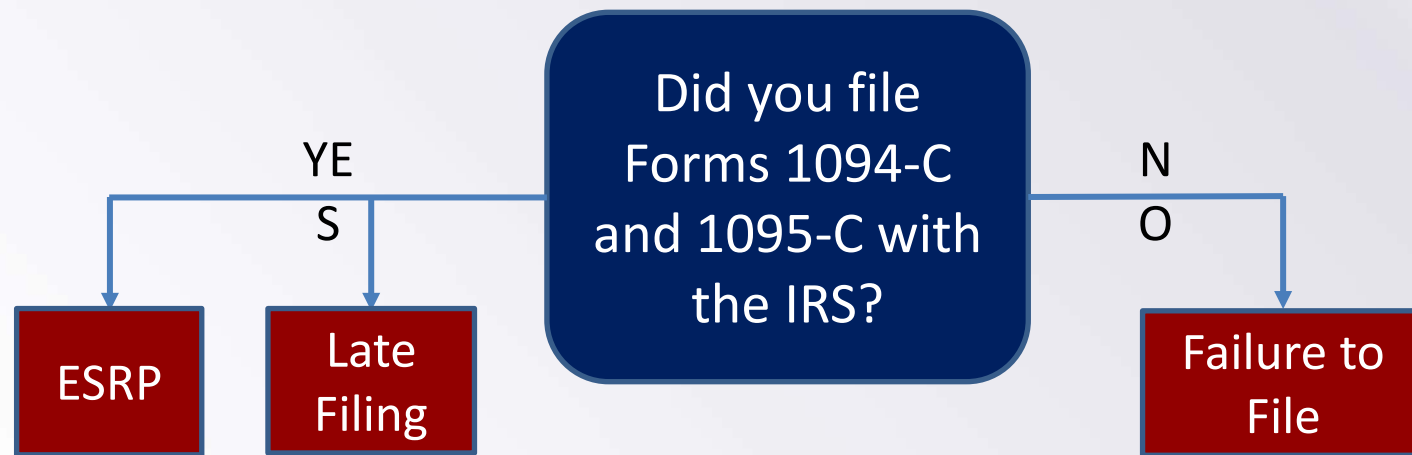 Did you file
Forms 1094-C
and 1095-C with
the IRS?
YE
S
N
O
ESRP
Late
Filing
Failure to
File